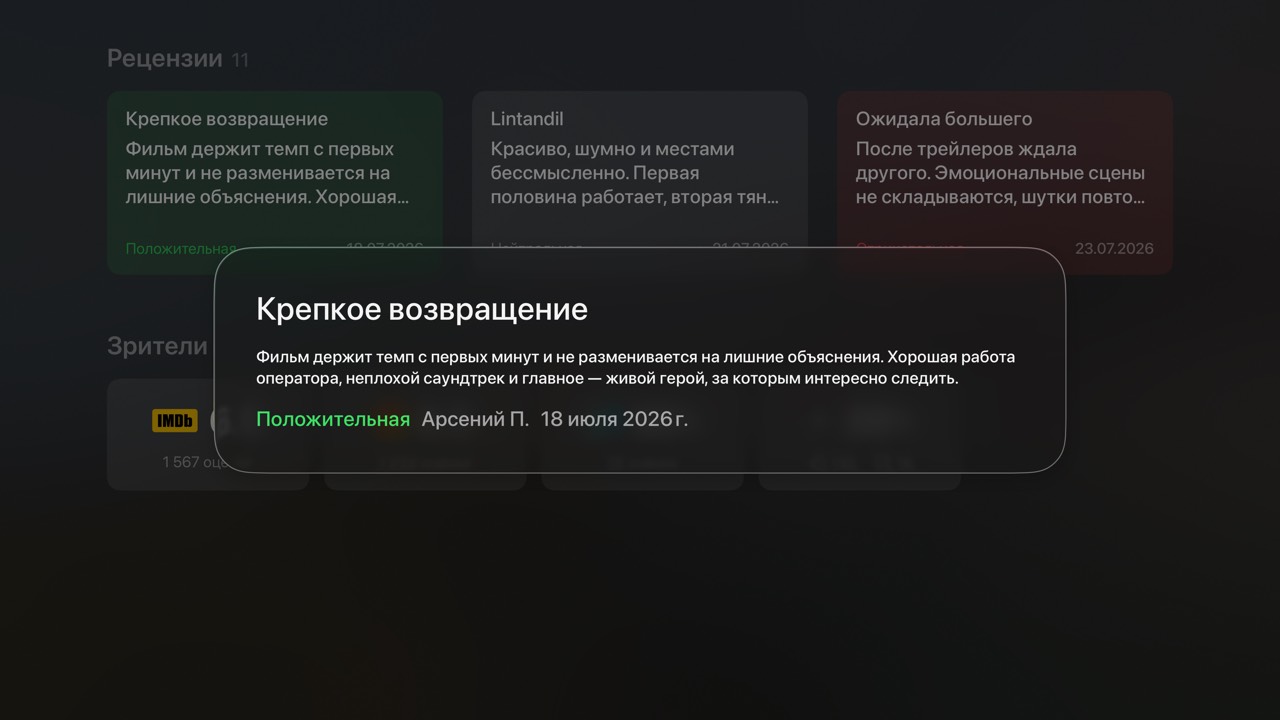 Рецензии 11
Крепкое возвращение
Фильм держит темп с первых
минут и не разменивается на
лишние объяснения. Хорошая...
Положительная
Lintandil
Красиво, шумно и местами
бессмысленно. Первая
половина работает, вторая тян...
Ожидала большего
После трейлеров ждала
другого. Эмоциональные сцены
не складываются, шутки повто...
23.07.2026
Крепкое возвращение
Фильм держит темп с первых минут и не разменивается на лишние объяснения. Хорошая работа
оператора, неплохой саундтрек и главное — живой герой, за которым интересно следить.
Положительная Арсений П. 18 июля 2026 г.
Зрители
IMDb
1 567